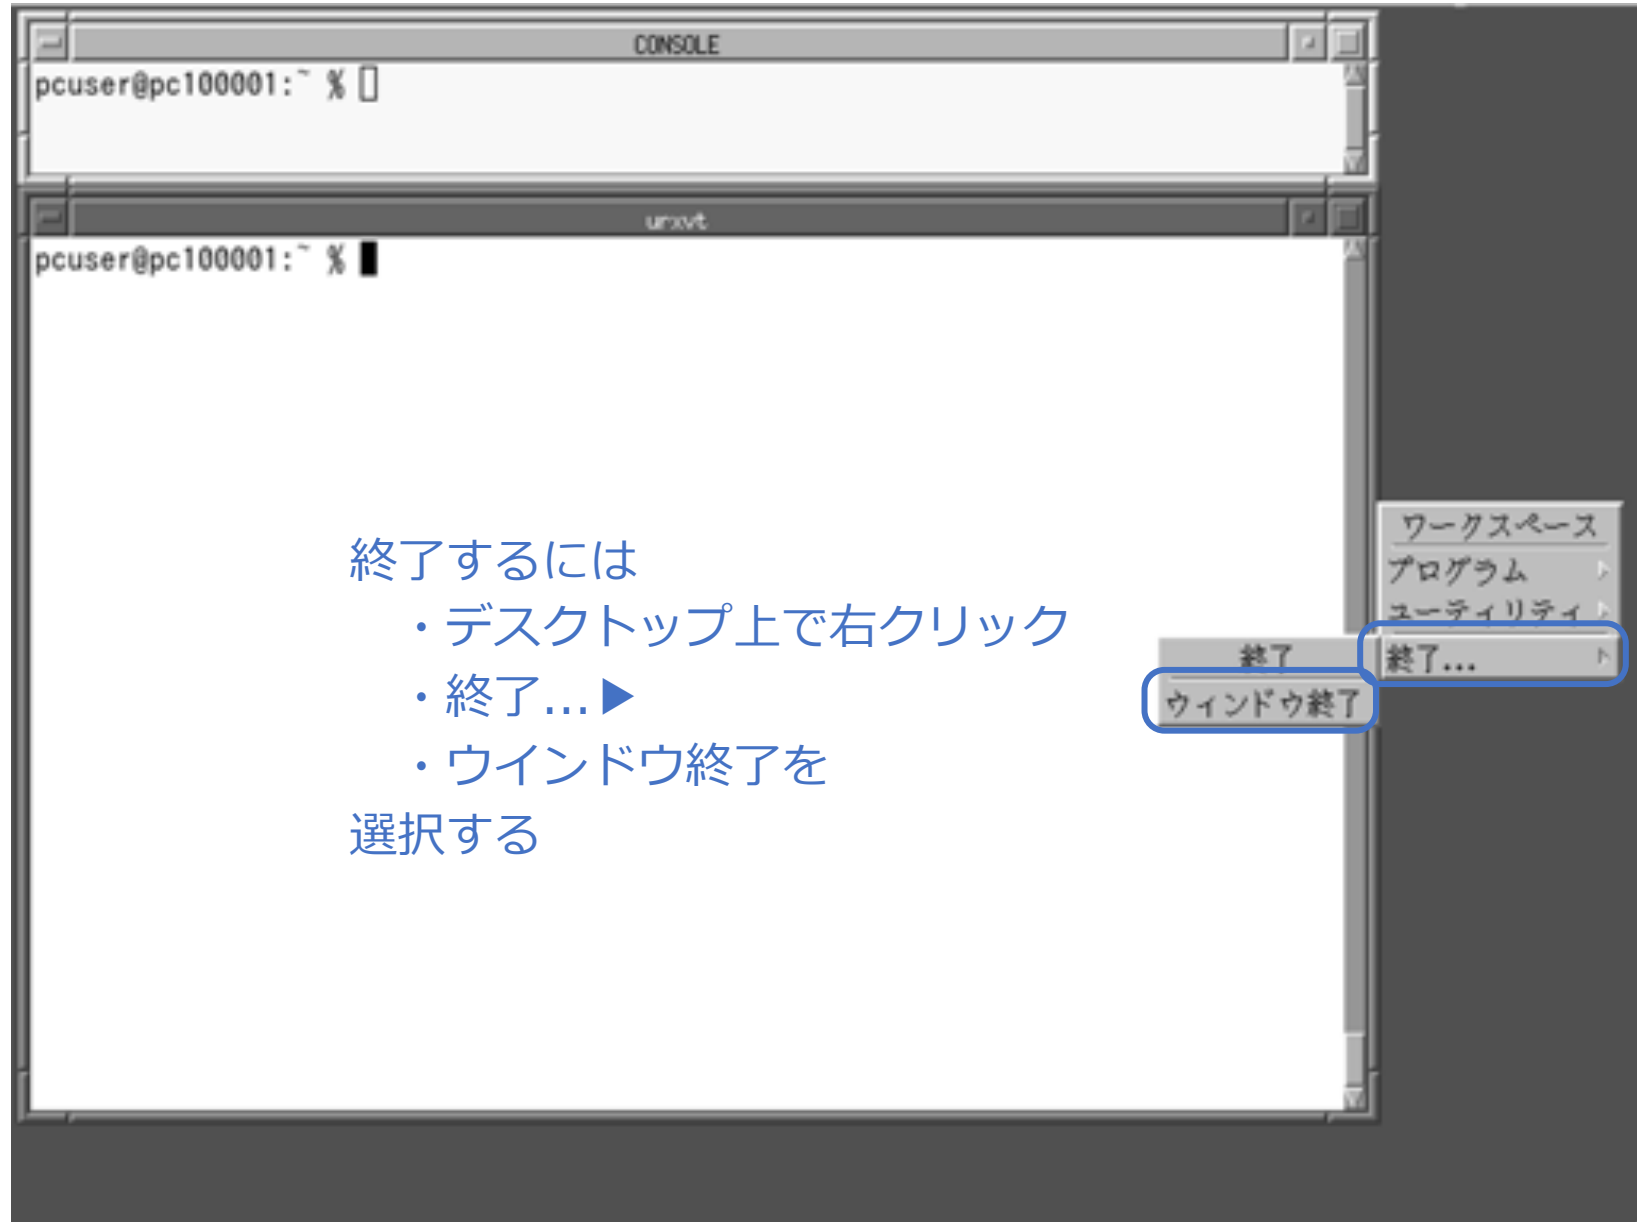 CONSOLE
pcuser@pc100001:~ %
urxvt
pcuser@pc100001:~ %
終了するには
・デスクトップ上で右クリック
・終了...▶
・ウインドウ終了を
選択する
ワークスペース
プログラム
ユーティリティ
終了...
終了
ウィンドウ終了